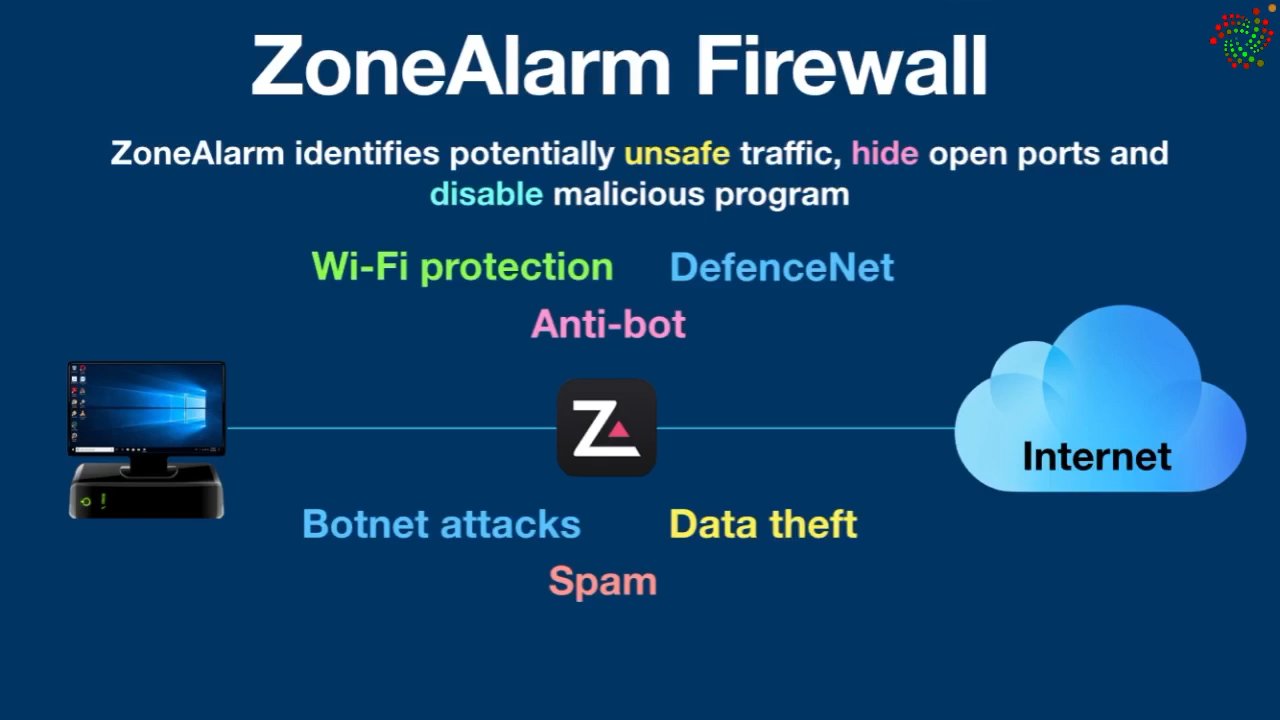 ZoneAlarm Firewall
ZoneAlarm identifies potentially unsafe traffic, hide open ports and
disable malicious program
Wi-Fi protection DefenceNet
Anti-bot
Z
Internet
Botnet attacks Data theft
Spam